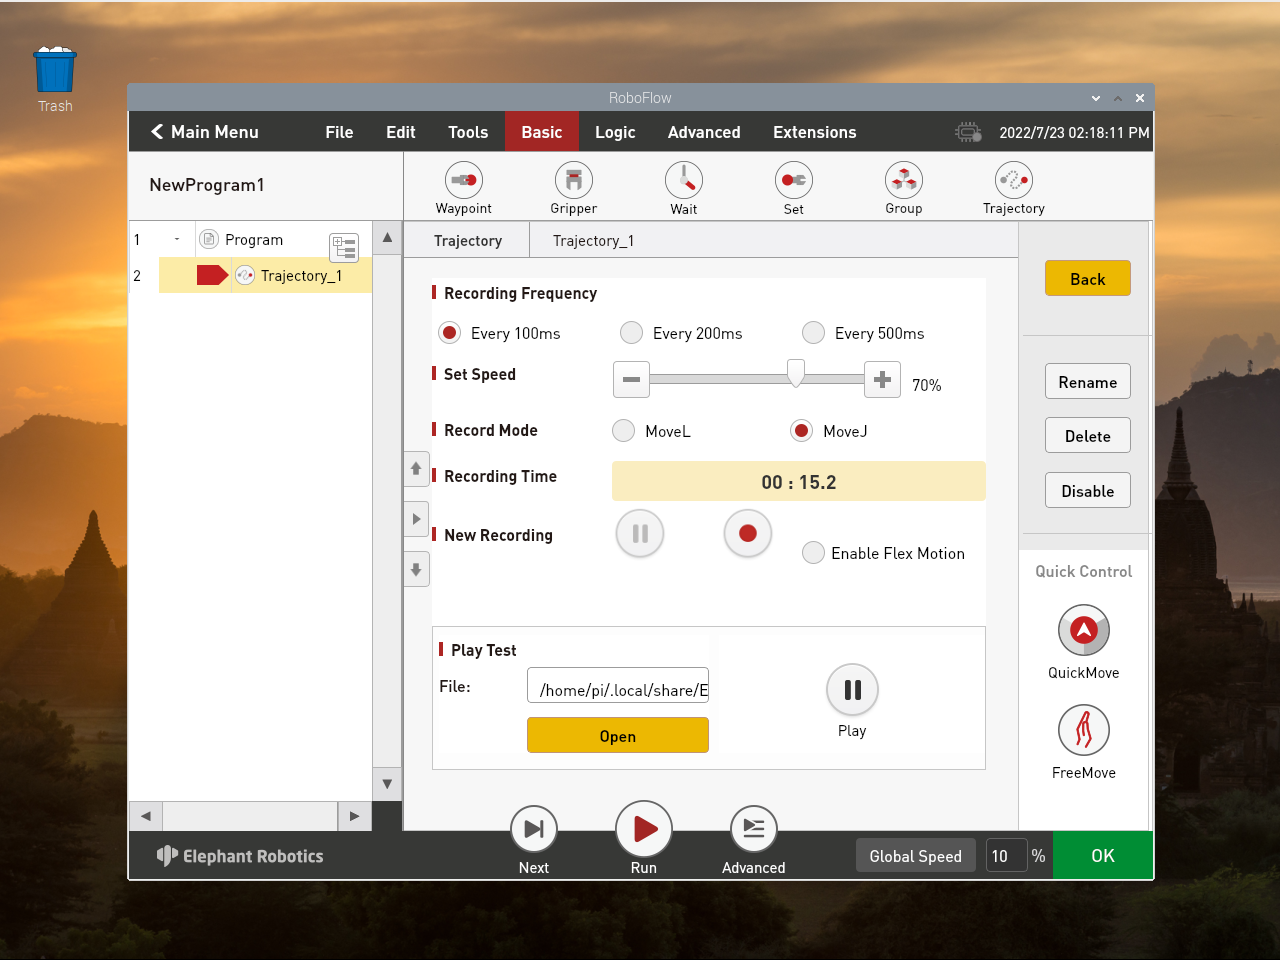 Trash
RoboFlow
Main Menu File Edit Tools Basic Logic Advanced Extensions 2022/7/23 02:18:11 PM
NewProgram1
Waypoint Gripper Wait Set Group Trajectory
1 - Program
2 Trajectory_1
Trajectory Trajectory_1
Back
Recording Frequency
Every 100ms Every 200ms Every 500ms
Set Speed 70%
Rename
Record Mode MoveL MoveJ
Delete
Recording Time 00 : 15.2
Disable
New Recording
Enable Flex Motion
Quick Control
QuickMove
FreeMove
Play Test
File: /home/pi/.local/share/E
Open
Play
Elephant Robotics
Next Run Advanced
Global Speed 10 % OK